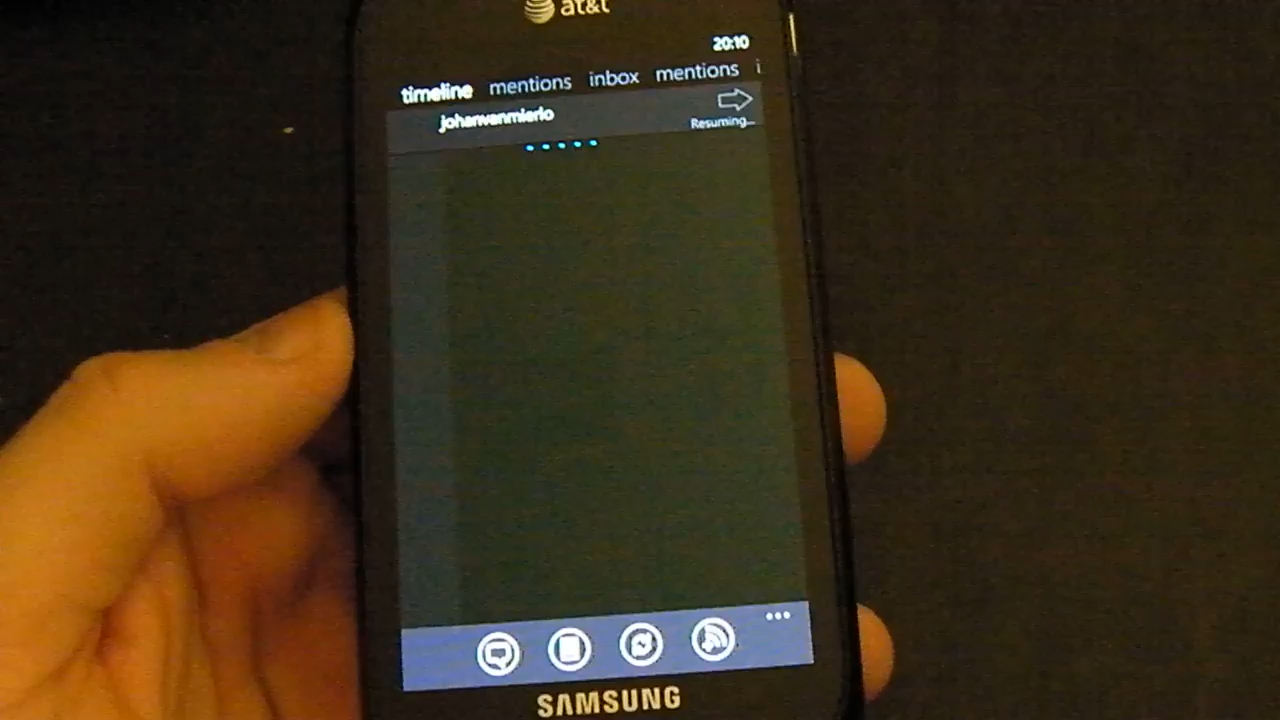 at&t
20:10
timeline mentions inbox mentions i
johanvanmierlo
Resuming...
SAMSUNG